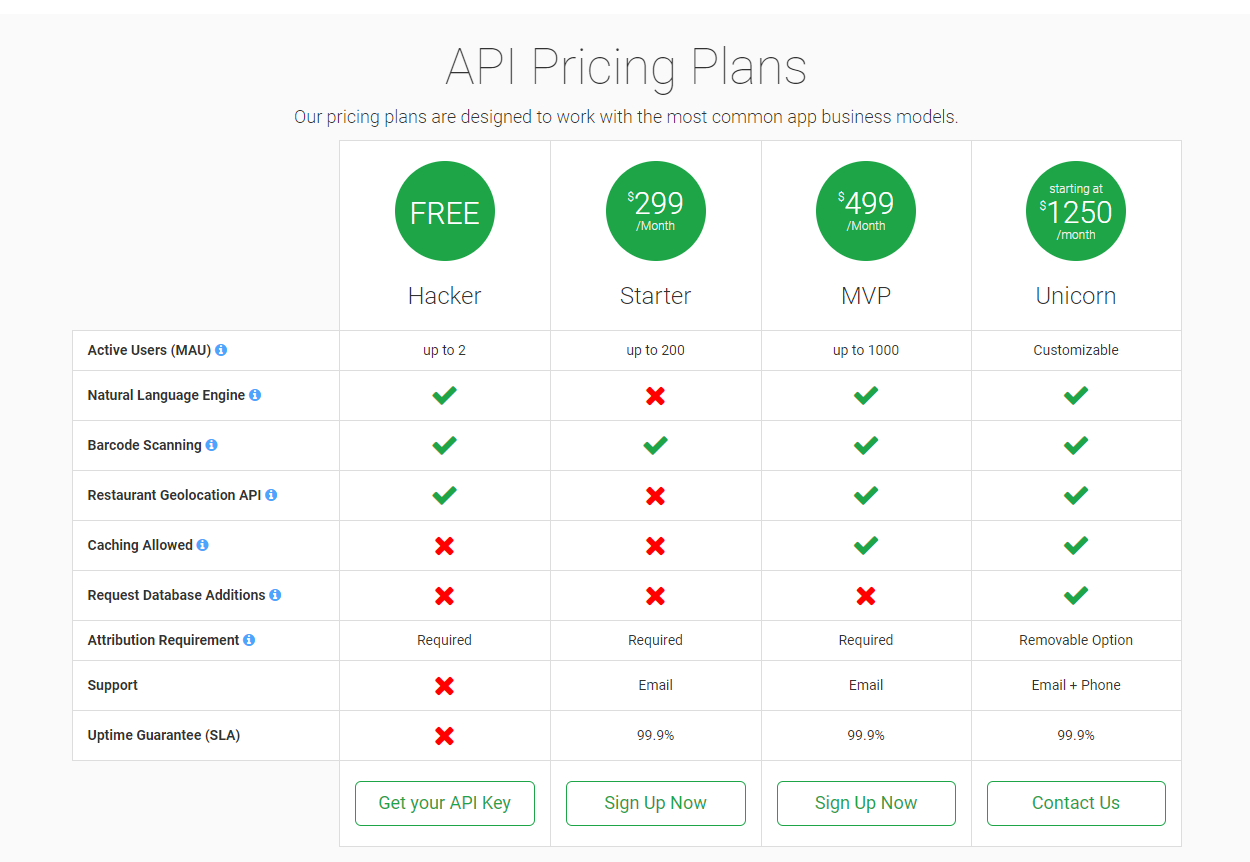 API Pricing Plans
Our pricing plans are designed to work with the most common app business models.
FREE
Hacker
$299
/Month
Starter
$499
/Month
MVP
starting at
$1250
/month
Unicorn
Active Users (MAU) up to 2 up to 200 up to 1000 Customizable
Natural Language Engine
Barcode Scanning
Restaurant Geolocation API
Caching Allowed
Request Database Additions
Attribution Requirement Required Required Required Removable Option
Support Email Email Email + Phone
Uptime Guarantee (SLA) 99.9% 99.9% 99.9%
Get your API Key Sign Up Now Sign Up Now Contact Us